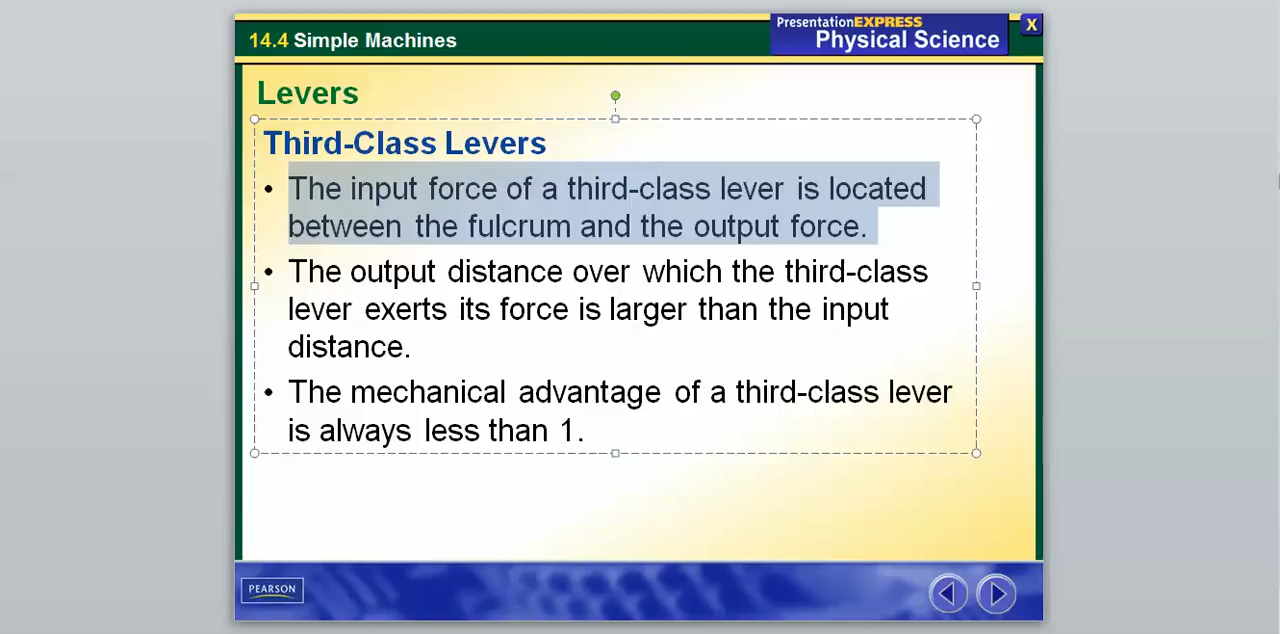 PresentationEXPRESS
14.4 Simple Machines
Physical Science
X
Levers
Third-Class Levers
• The input force of a third-class lever is located
between the fulcrum and the output force.
• The output distance over which the third-class
lever exerts its force is larger than the input
distance.
• The mechanical advantage of a third-class lever
is always less than 1.
PEARSON